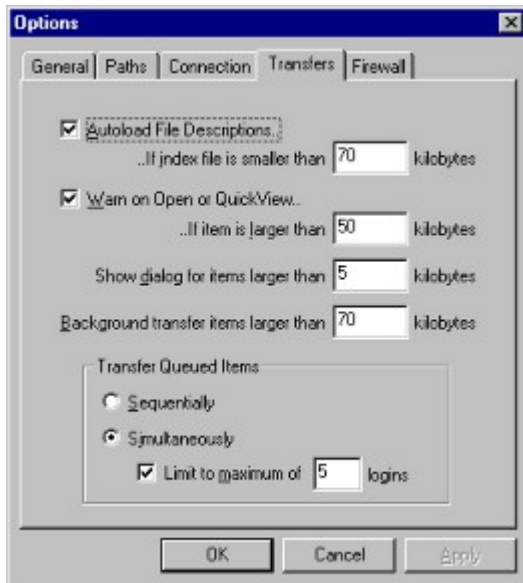 Options
General Paths Connection Transfers Firewall
Autoload File Descriptions..
..If index file is smaller than 70 kilobytes
Warn on Open or QuickView..
..If item is larger than 50 kilobytes
Show dialog for items larger than 5 kilobytes
Background transfer items larger than 70 kilobytes
Transfer Queued Items
Sequentially
Simultaneously
Limit to maximum of 5 logins
OK Cancel Apply